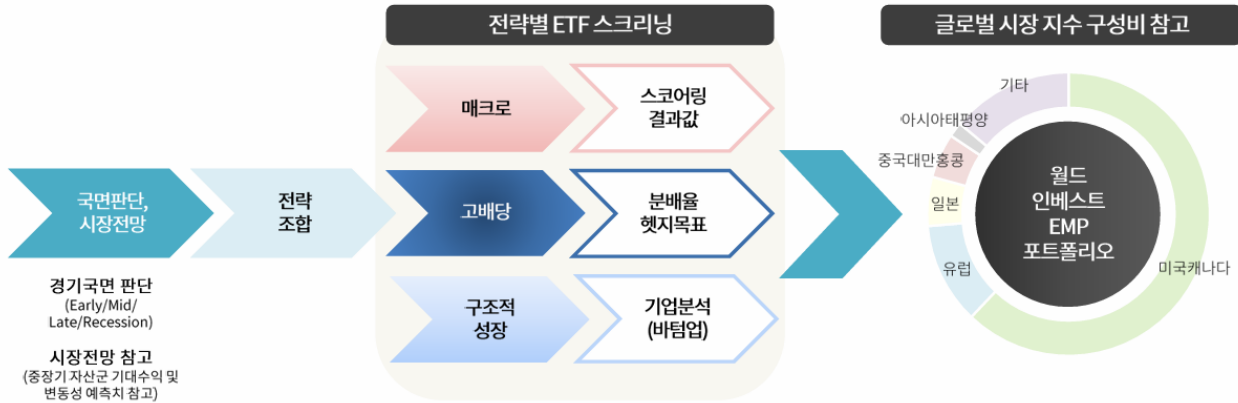 전략별 ETF 스크리닝
글로벌 시장 지수 구성비 참고
국면판단,
시장전망
전략
조합
경기국면 판단
(Early/Mid/
Late/Recession)
시장전망 참고
(중장기 자산군 기대수익 및
변동성 예측치 참고)
매크로
스코어링
결과값
고배당
분배율
헷지목표
구조적
성장
기업분석
(바텀업)
기타
아시아태평양
중국대만홍콩
일본
유럽
미국캐나다
월드
인베스트
EMP
포트폴리오